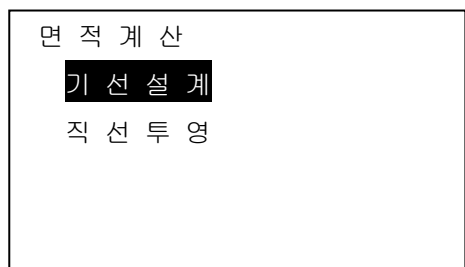 면 적 계 산
기 선 설 계
직 선 투 영